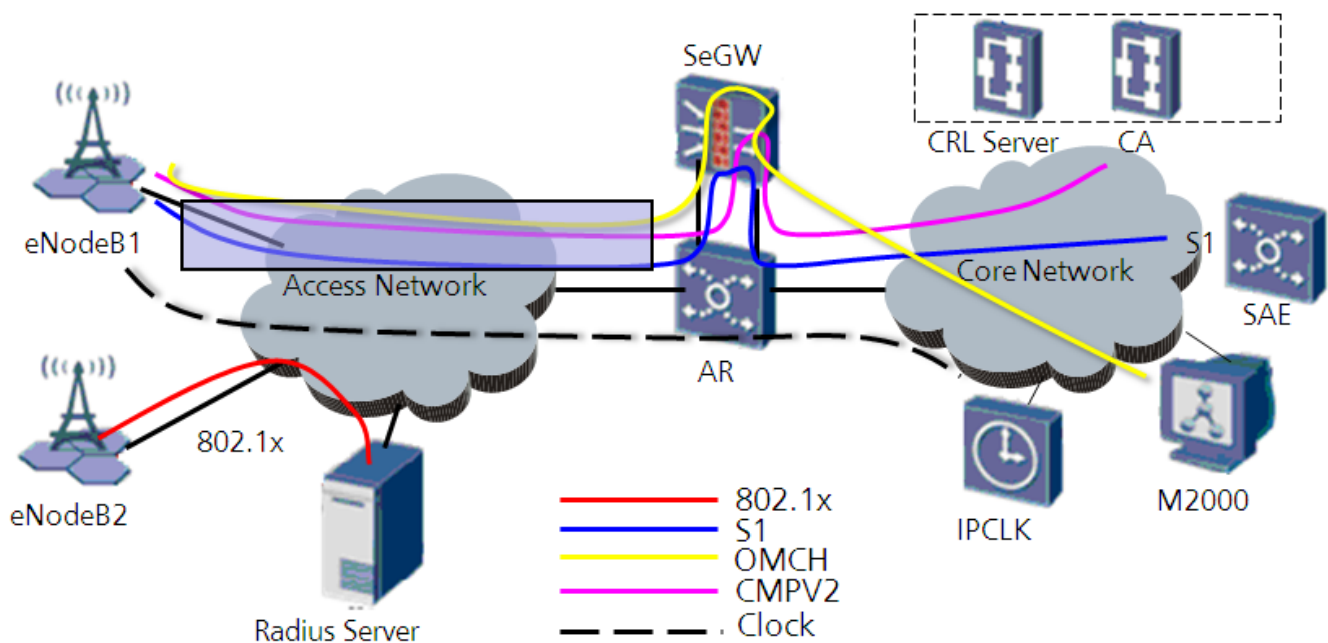 SeGW
CRL Server
CA
eNodeB1
Access Network
Core Network
S1
SAE
AR
802.1x
eNodeB2
Radius Server
IPCLK
M2000
802.1x
S1
OMCH
CMPV2
Clock